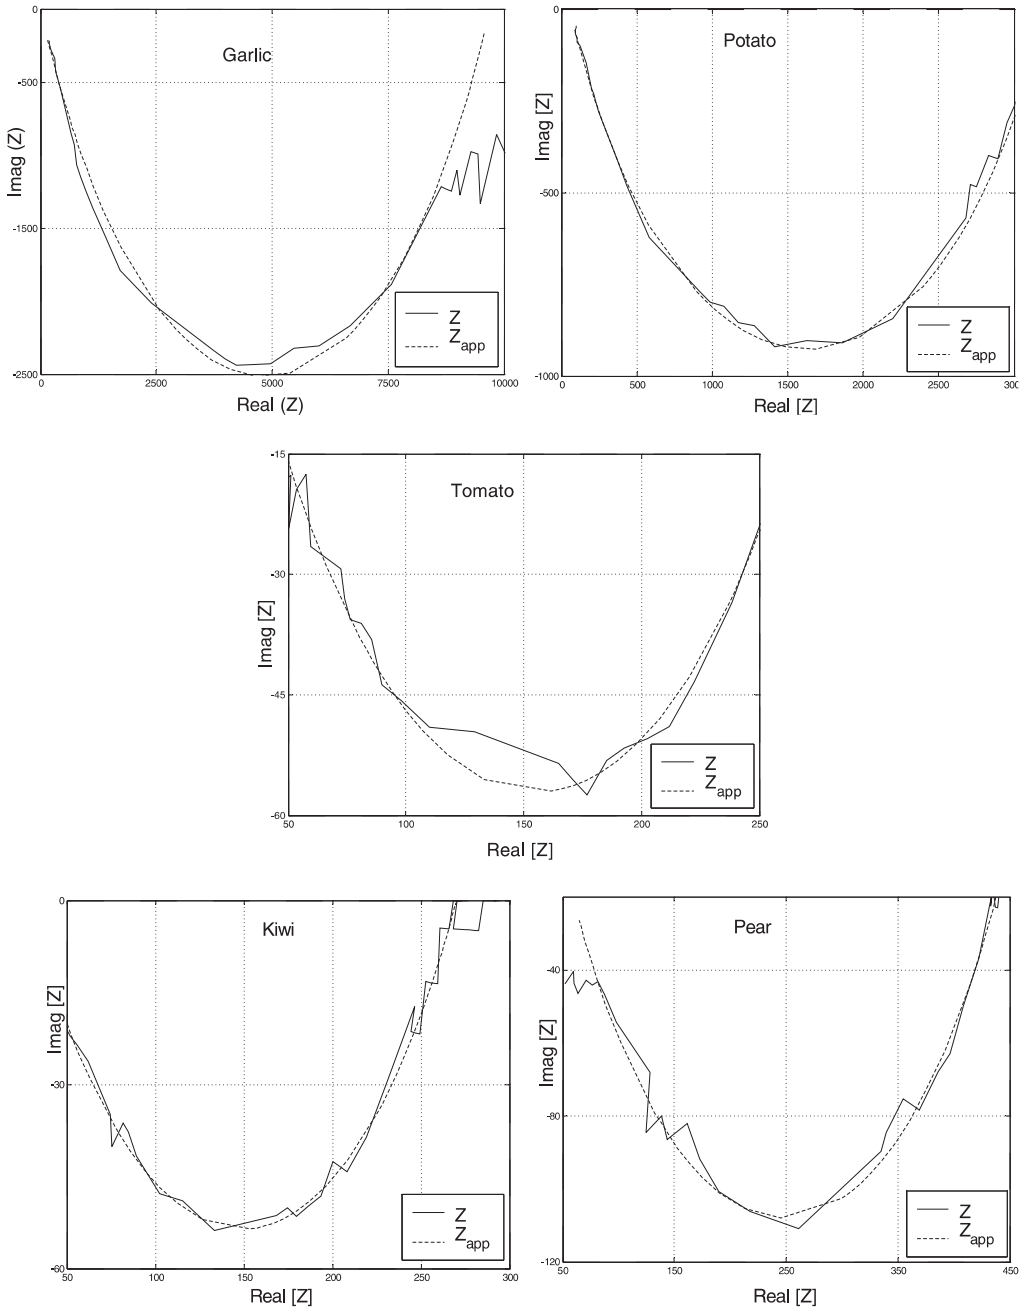 Garlic
Imag (Z)
0
-500
-1500
-2500
0
2500
5000
7500
10000
Real (Z)
Z
Z_app
Potato
Imag [Z]
0
-500
-1000
0
500
1000
1500
2000
2500
300
Real [Z]
Z
Z_app
Tomato
Imag [Z]
-15
-30
-45
-60
50
100
150
200
250
Real [Z]
Z
Z_app
Kiwi
Imag [Z]
0
-30
-60
50
100
150
200
250
300
Real [Z]
Z
Z_app
Pear
Imag [Z]
-40
-80
-120
50
150
250
350
450
Real [Z]
Z
Z_app